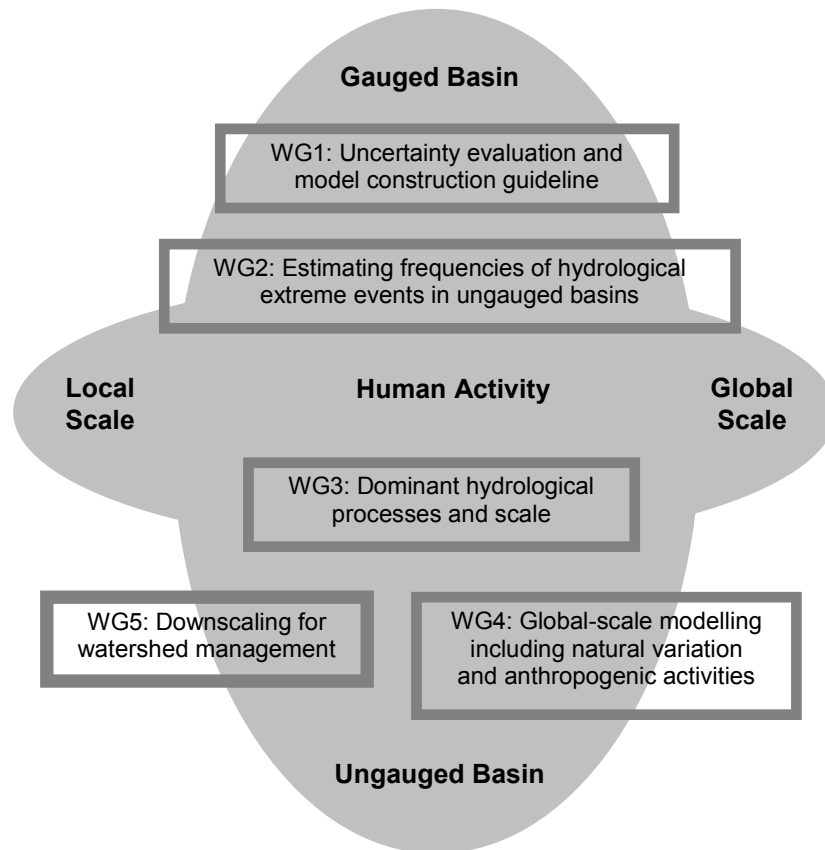 Gauged Basin
WG1: Uncertainty evaluation and
model construction guideline
WG2: Estimating frequencies of hydrological
extreme events in ungauged basins
Local
Scale
Human Activity
Global
Scale
WG3: Dominant hydrological
processes and scale
WG5: Downscaling for
watershed management
WG4: Global-scale modelling
including natural variation
and anthropogenic activities
Ungauged Basin